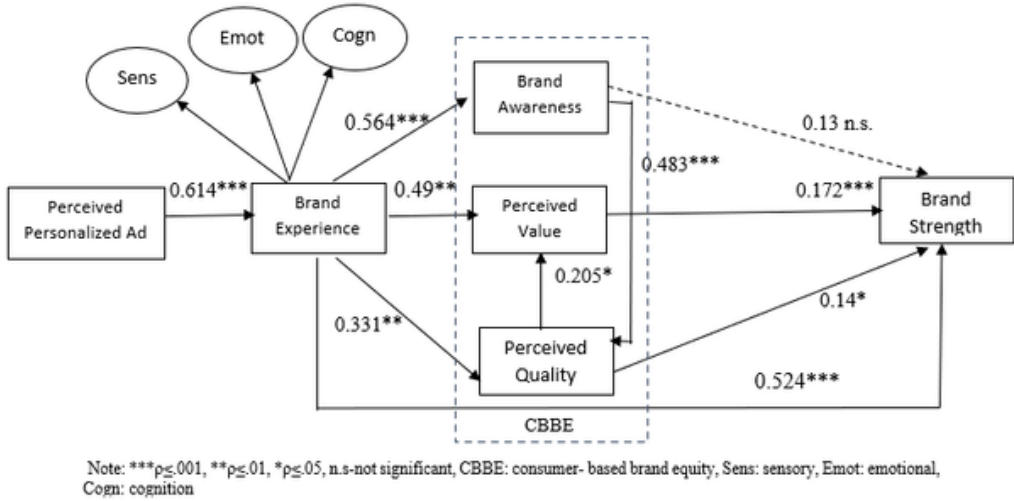 Emot
Cogn
Sens
Brand
Awareness
0.564***
0.13 n.s.
0.483***
Perceived
Personalized Ad
0.614***
Brand
Experience
0.49**
Perceived
Value
0.172***
Brand
Strength
0.205*
0.331**
0.14*
Perceived
Quality
0.524***
CBBE
Note: ***ρ≤.001, **ρ≤.01, *ρ≤.05, n.s-not significant, CBBE: consumer- based brand equity, Sens: sensory, Emot: emotional,
Cogn: cognition